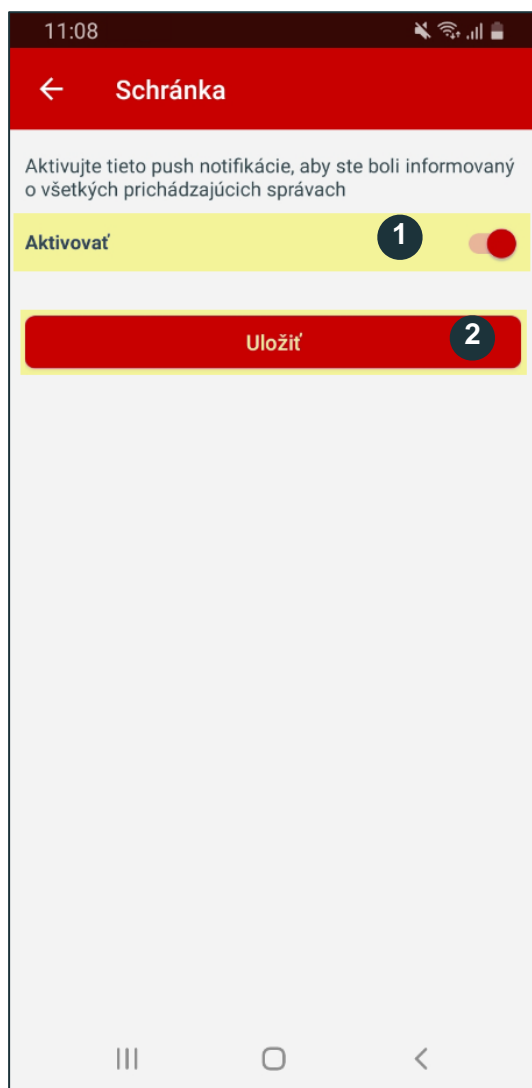 11:08
Schránka
Aktivujte tieto push notifikácie, aby ste boli informovaný
o všetkých prichádzajúcich správach
Aktivovať 1
Uložiť 2